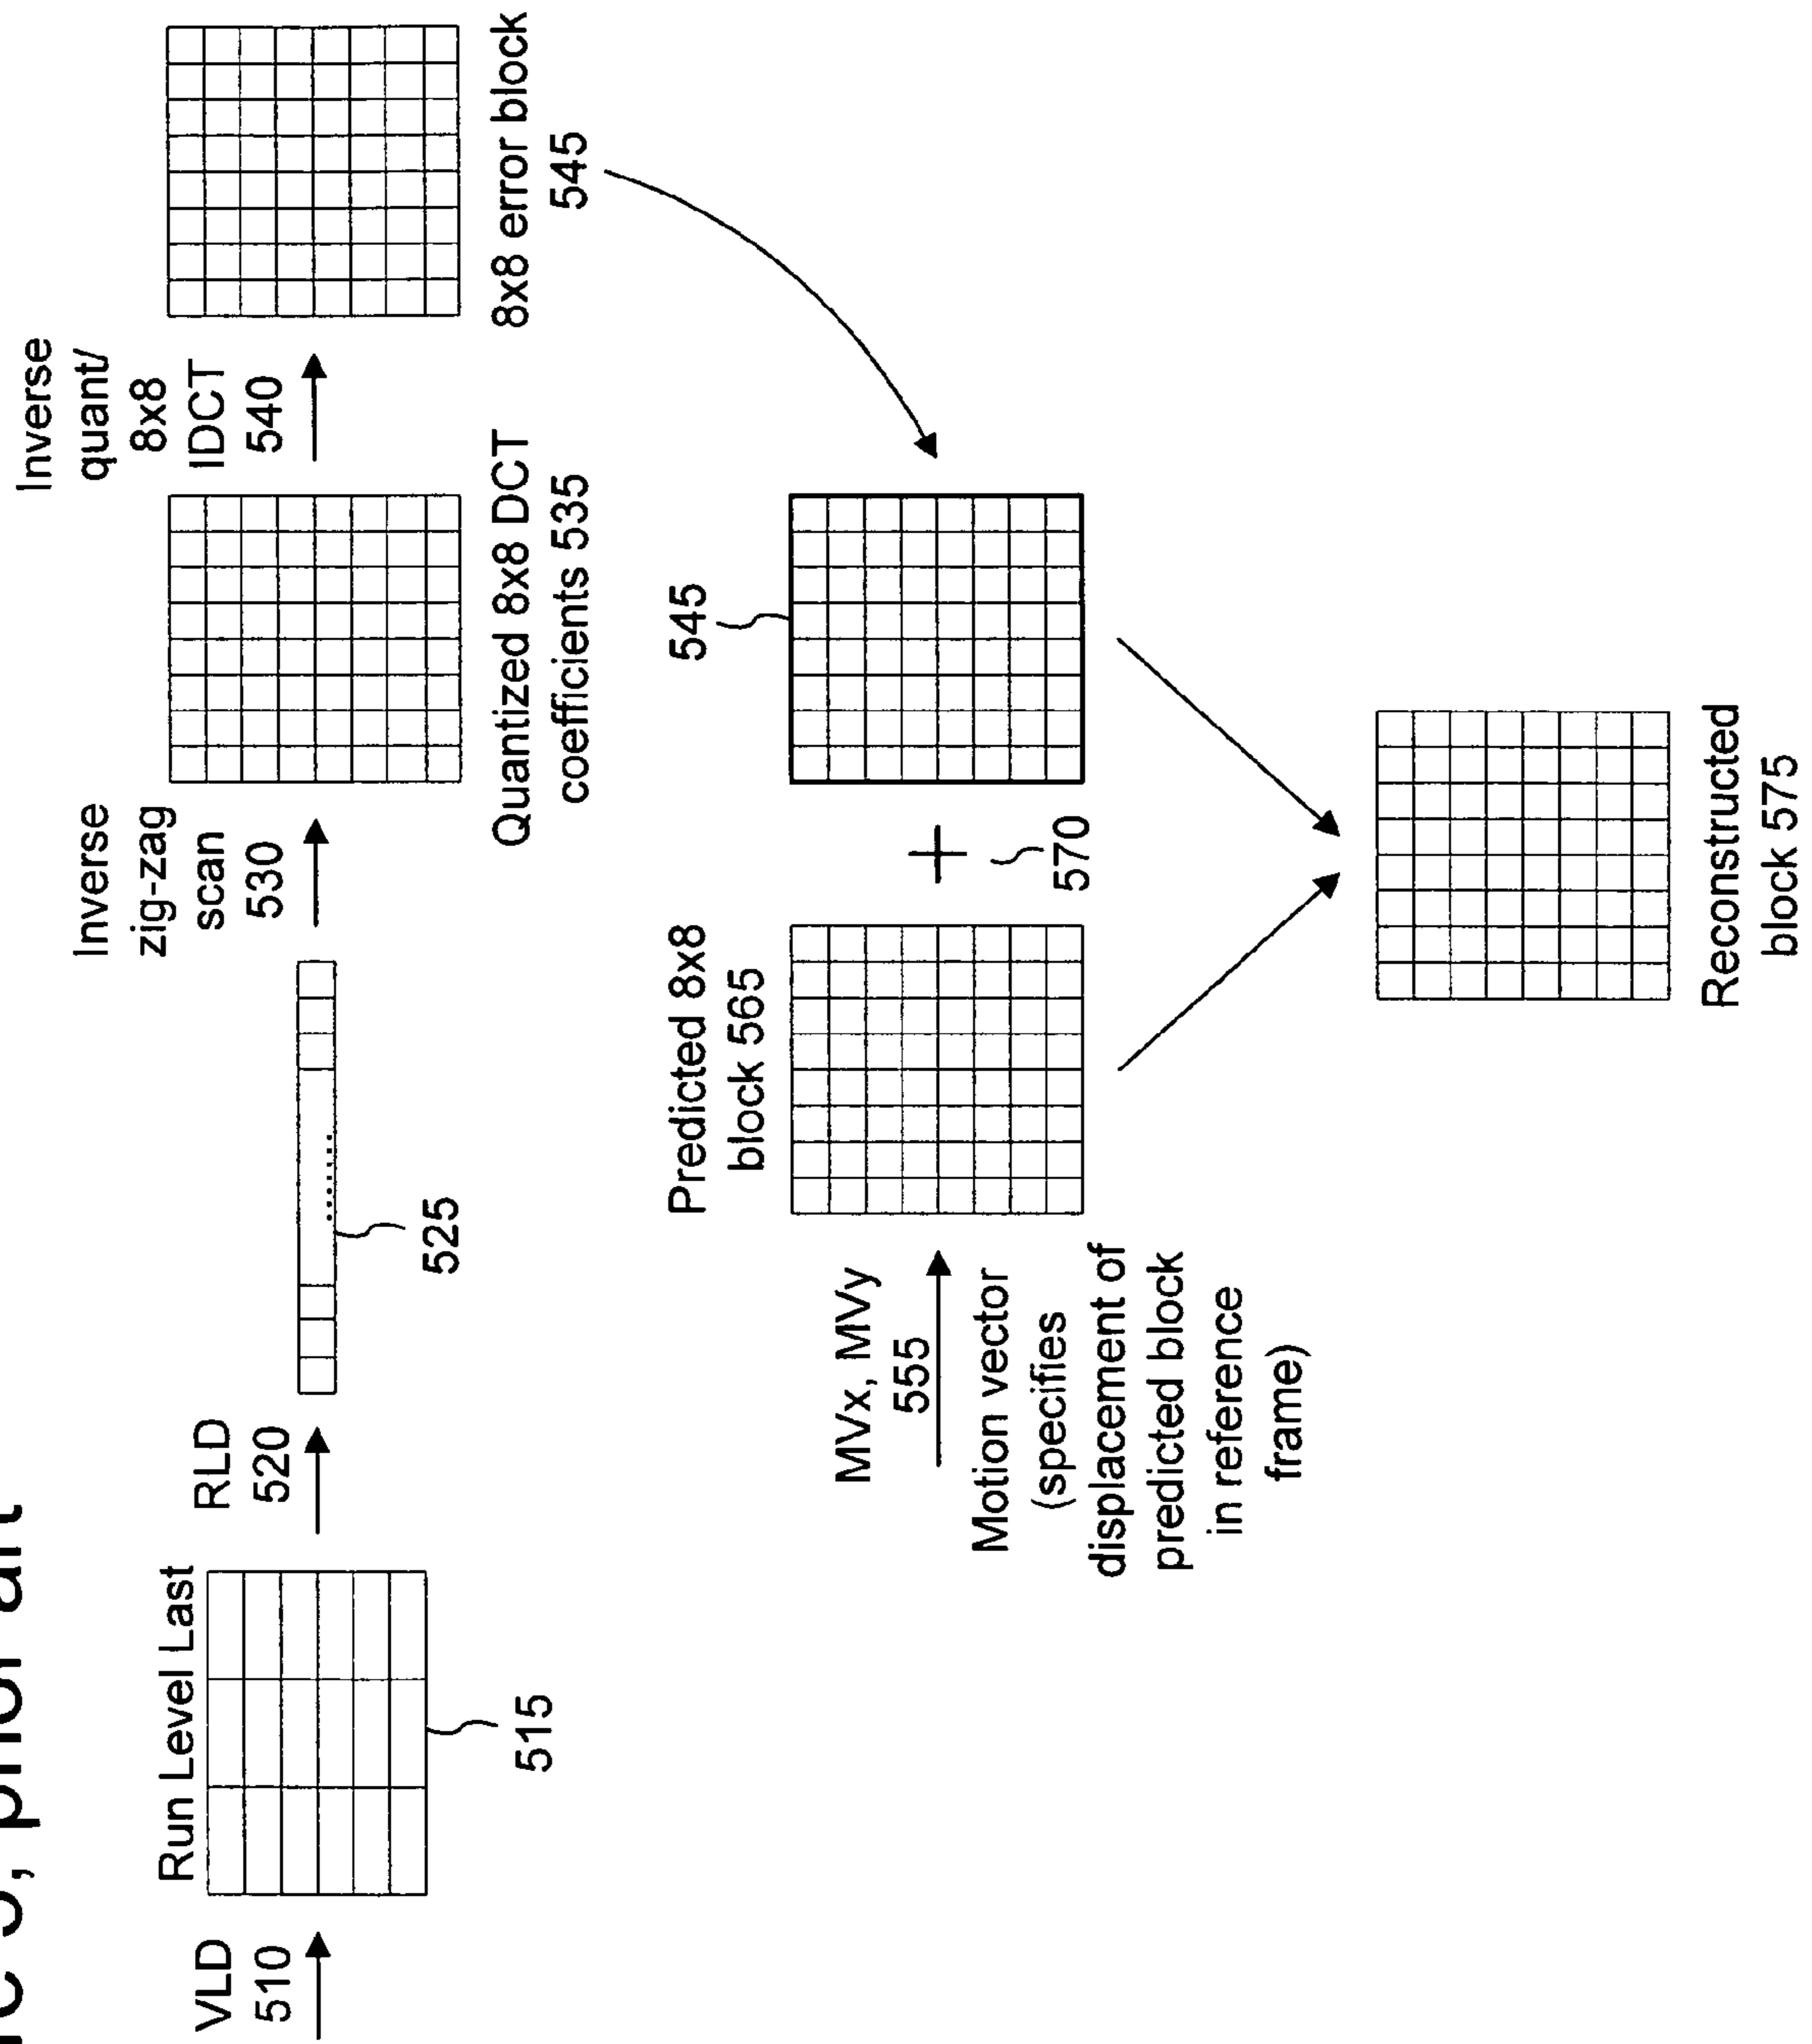 prior art
VLD
510
Run Level Last
515
RLD
520
525
Inverse
zig-zag
scan
530
Quantized 8x8 DCT
coefficients 535
Inverse
quant/
8x8
IDCT
540
8x8 error block
545
MVx, MVy
555
Motion vector
(specifies
displacement of
predicted block
in reference
frame)
Predicted 8x8
block 565
+
570
545
Reconstructed
block 575